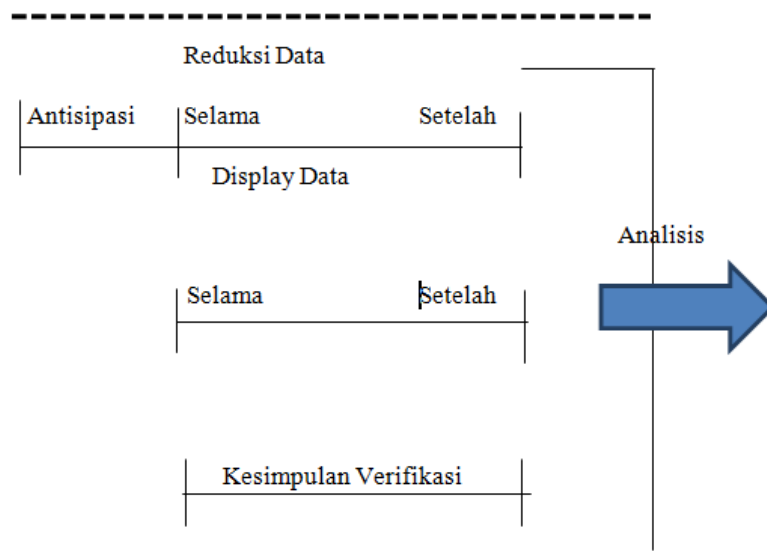 Reduksi Data
Antisipasi Selama Setelah
Display Data
Analisis
Selama Setelah
Kesimpulan Verifikasi